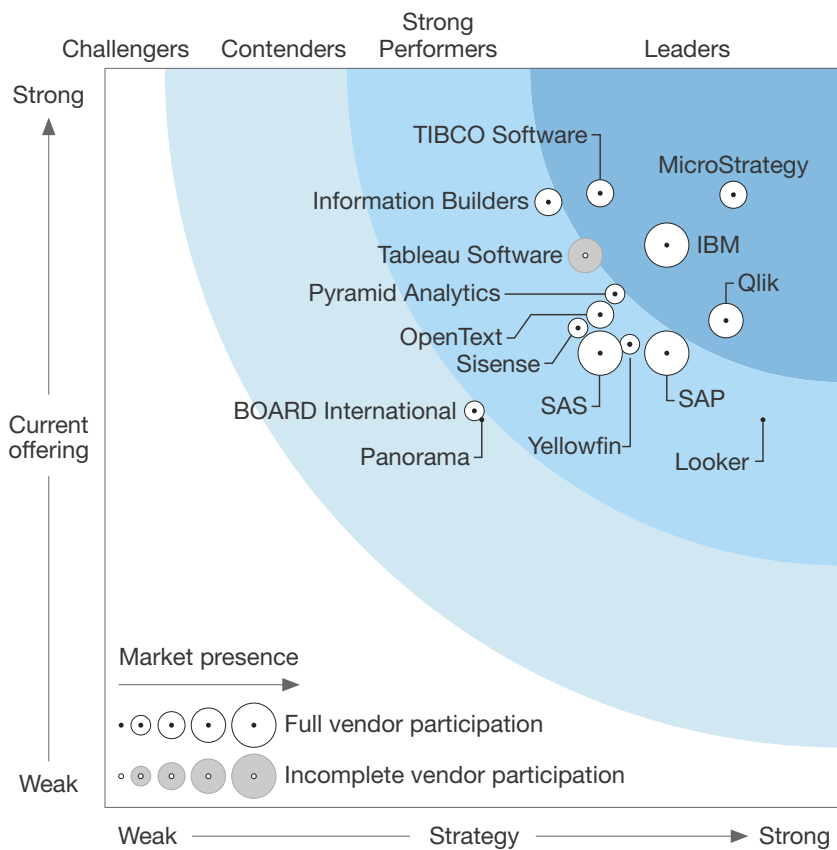 Challengers
Contenders
Strong
Performers
Leaders
Strong
TIBCO Software
MicroStrategy
Information Builders
IBM
Tableau Software
Qlik
Pyramid Analytics
OpenText
Sisense
SAS
SAP
BOARD International
Yellowfin
Panorama
Looker
Current
offering
Market presence
Full vendor participation
Incomplete vendor participation
Weak
Weak
Strategy
Strong